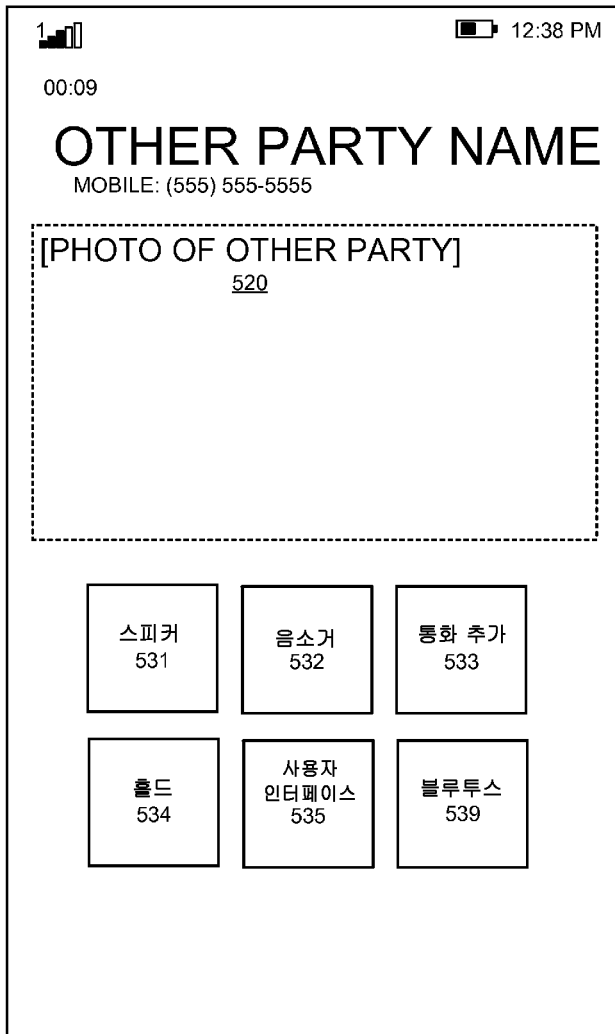 1
12:38 PM
00:09
OTHER PARTY NAME
MOBILE: (555) 555-5555
[PHOTO OF OTHER PARTY]
520
스피커
531
음소거
532
통화 추가
533
홀드
534
사용자
인터페이스
535
블루투스
539